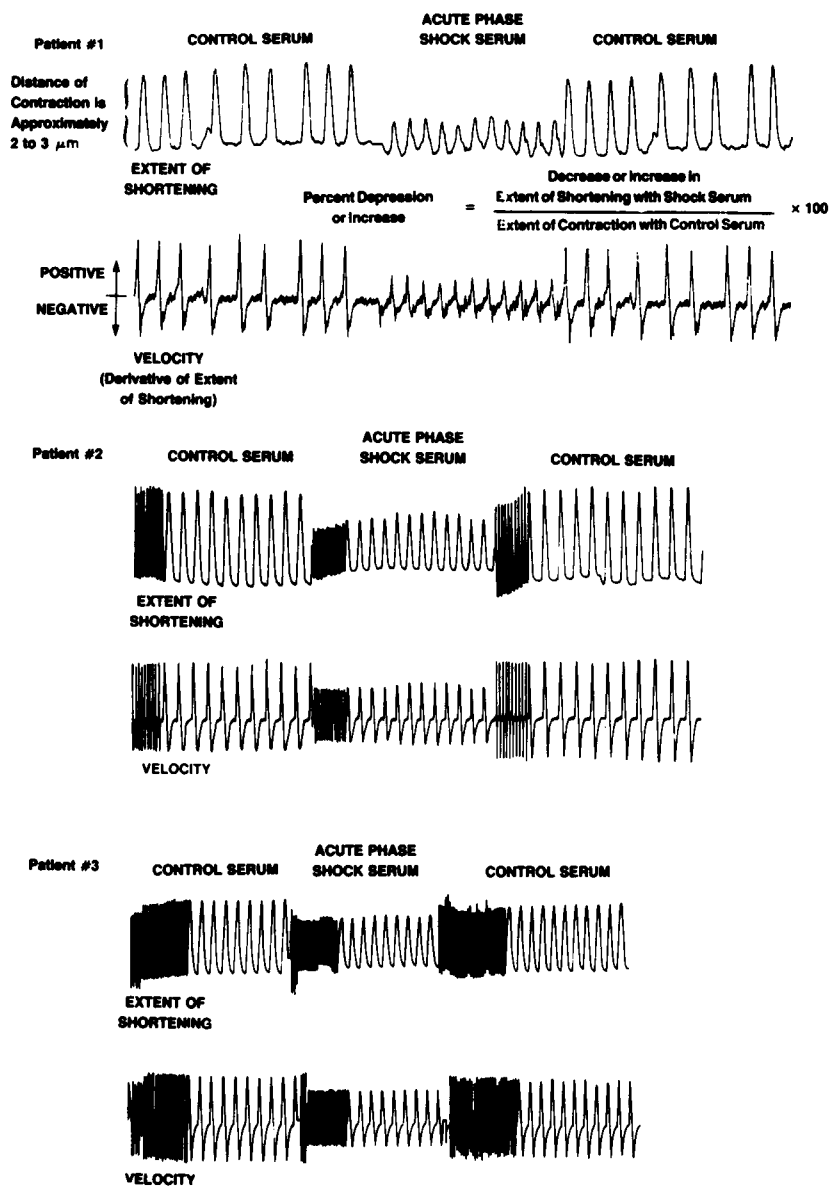 Patient #1
CONTROL SERUM
ACUTE PHASE
SHOCK SERUM
CONTROL SERUM
Distance of
Contraction is
Approximately
2 to 3 μm
EXTENT OF
SHORTENING
Percent Depression
or Increase
=
Decrease or Increase in
Extent of Shortening with Shock Serum
Extent of Contraction with Control Serum
× 100
POSITIVE
NEGATIVE
VELOCITY
(Derivative of Extent
of Shortening)
Patient #2
CONTROL SERUM
ACUTE PHASE
SHOCK SERUM
CONTROL SERUM
EXTENT OF
SHORTENING
VELOCITY
Patient #3
CONTROL SERUM
ACUTE PHASE
SHOCK SERUM
CONTROL SERUM
EXTENT OF
SHORTENING
VELOCITY